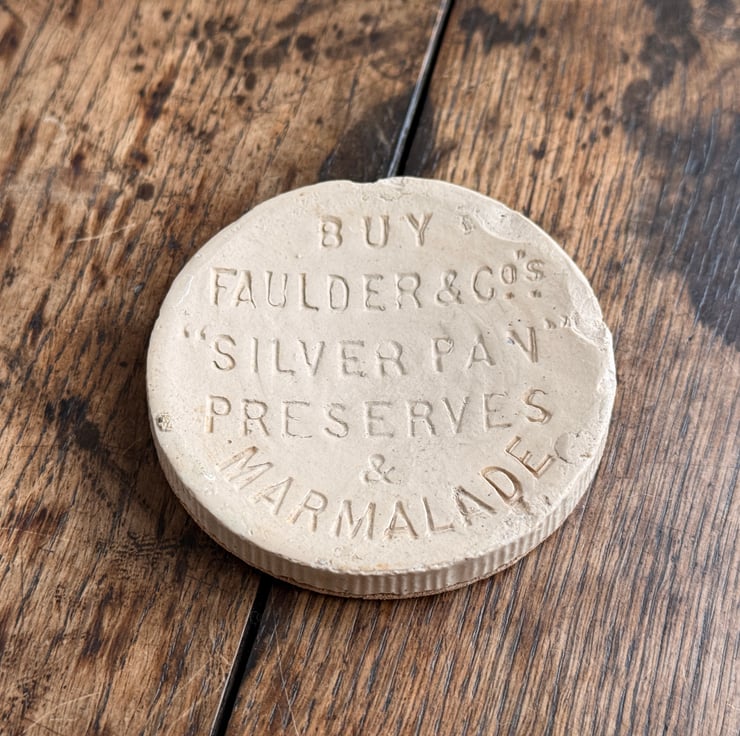 BUY
FAULDER & Co's
"SILVER PAN"
PRESERVES
&
MARMALADE